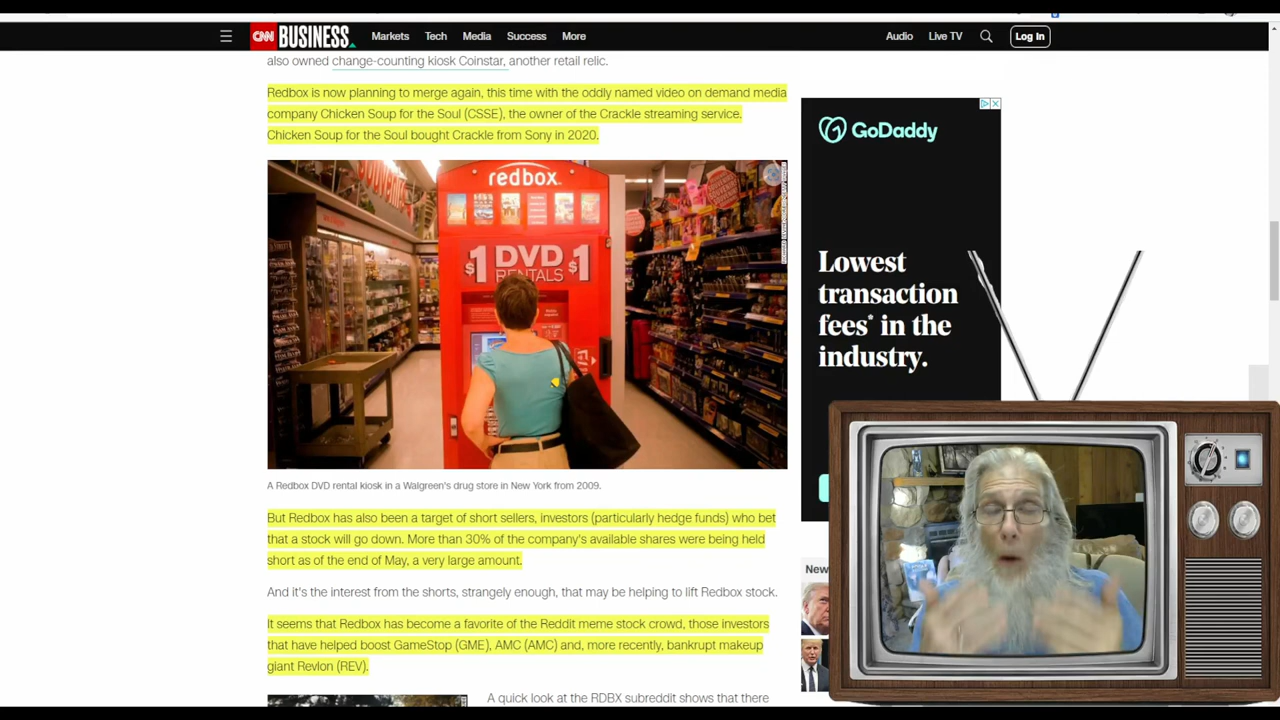 CNN BUSINESS Markets Tech Media Success More Audio Live TV Log In
also owned change-counting kiosk Coinstar, another retail relic.
Redbox is now planning to merge again, this time with the oddly named video on demand media
company Chicken Soup for the Soul (CSSE), the owner of the Crackle streaming service.
Chicken Soup for the Soul bought Crackle from Sony in 2020.
redbox.
$1 DVD $1
RENTALS
A Redbox DVD rental kiosk in a Walgreen's drug store in New York from 2009.
But Redbox has also been a target of short sellers, investors (particularly hedge funds) who bet
that a stock will go down. More than 30% of the company's available shares were being held
short as of the end of May, a very large amount.
And it's the interest from the shorts, strangely enough, that may be helping to lift Redbox stock.
It seems that Redbox has become a favorite of the Reddit meme stock crowd, those investors
that have helped boost GameStop (GME), AMC (AMC) and, more recently, bankrupt makeup
giant Revlon (REV).
A quick look at the RDBX subreddit shows that there
GoDaddy
Lowest
transaction
fees* in the
industry.